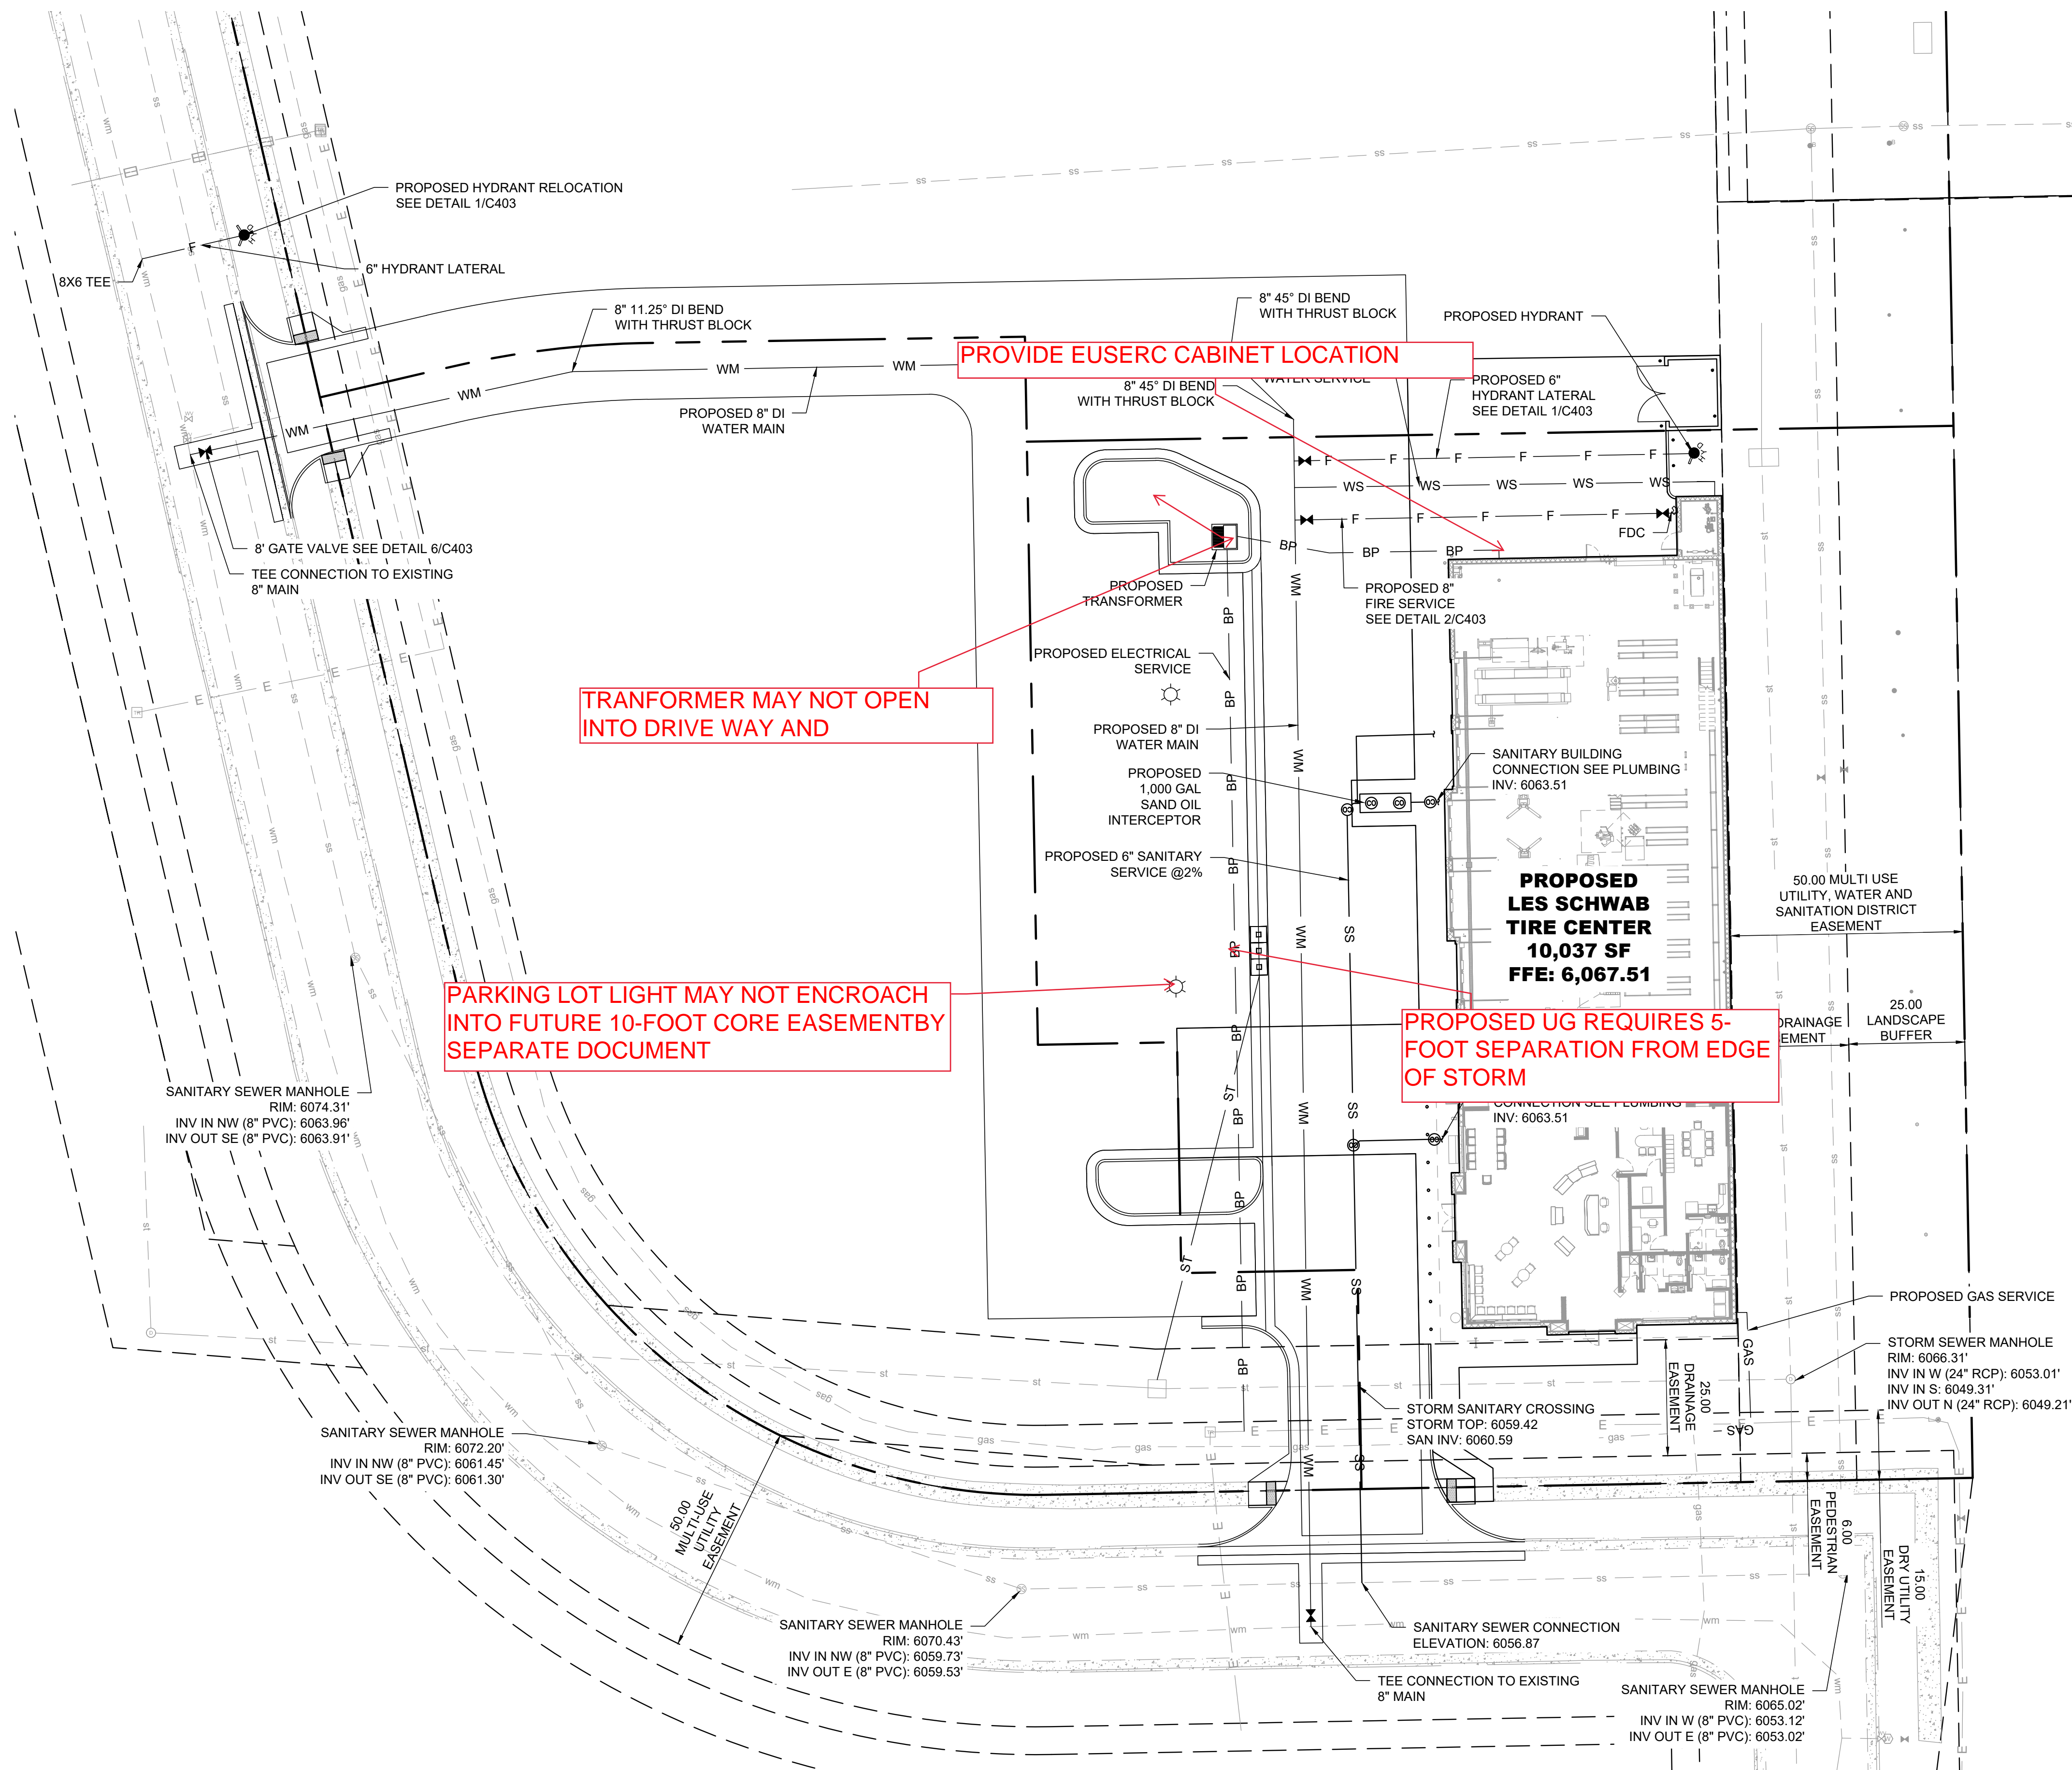 PROPOSED HYDRANT RELOCATION
SEE DETAIL 1/C403
8X6 TEE
6" HYDRANT LATERAL
8" 11.25° DI BEND
WITH THRUST BLOCK
8" 45° DI BEND
WITH THRUST BLOCK
PROPOSED HYDRANT
PROVIDE EUSERC CABINET LOCATION
WATER SERVICE
8" 45° DI BEND
WITH THRUST BLOCK
PROPOSED 6"
HYDRANT LATERAL
SEE DETAIL 1/C403
PROPOSED 8" DI
WATER MAIN
8' GATE VALVE SEE DETAIL 6/C403
TEE CONNECTION TO EXISTING
8" MAIN
FDC
PROPOSED
TRANSFORMER
PROPOSED 8"
FIRE SERVICE
SEE DETAIL 2/C403
PROPOSED ELECTRICAL
SERVICE
TRANFORMER MAY NOT OPEN
INTO DRIVE WAY AND
PROPOSED 8" DI
WATER MAIN
SANITARY BUILDING
CONNECTION SEE PLUMBING
INV: 6063.51
PROPOSED
1,000 GAL
SAND OIL
INTERCEPTOR
PROPOSED 6" SANITARY
SERVICE @2%
PROPOSED
LES SCHWAB
TIRE CENTER
10,037 SF
FFE: 6,067.51
50.00 MULTI USE
UTILITY, WATER AND
SANITATION DISTRICT
EASEMENT
PARKING LOT LIGHT MAY NOT ENCROACH
INTO FUTURE 10-FOOT CORE EASEMENTBY
SEPARATE DOCUMENT
PROPOSED UG REQUIRES 5-
FOOT SEPARATION FROM EDGE
OF STORM
DRAINAGE
EMENT
25.00
LANDSCAPE
BUFFER
CONNECTION SEE PLUMBING
INV: 6063.51
SANITARY SEWER MANHOLE
RIM: 6074.31'
INV IN NW (8" PVC): 6063.96'
INV OUT SE (8" PVC): 6063.91'
PROPOSED GAS SERVICE
STORM SEWER MANHOLE
RIM: 6066.31'
INV IN W (24" RCP): 6053.01'
INV IN S: 6049.31'
INV OUT N (24" RCP): 6049.21'
25.00
DRAINAGE
EASEMENT
STORM SANITARY CROSSING
STORM TOP: 6059.42
SAN INV: 6060.59
SANITARY SEWER MANHOLE
RIM: 6072.20'
INV IN NW (8" PVC): 6061.45'
INV OUT SE (8" PVC): 6061.30'
50.00
MULTI-USE
UTILITY
EASEMENT
6.00
PEDESTRIAN
EASEMENT
15.00
DRY UTILITY
EASEMENT
SANITARY SEWER MANHOLE
RIM: 6070.43'
INV IN NW (8" PVC): 6059.73'
INV OUT E (8" PVC): 6059.53'
SANITARY SEWER CONNECTION
ELEVATION: 6056.87
TEE CONNECTION TO EXISTING
8" MAIN
SANITARY SEWER MANHOLE
RIM: 6065.02'
INV IN W (8" PVC): 6053.12'
INV OUT E (8" PVC): 6053.02'